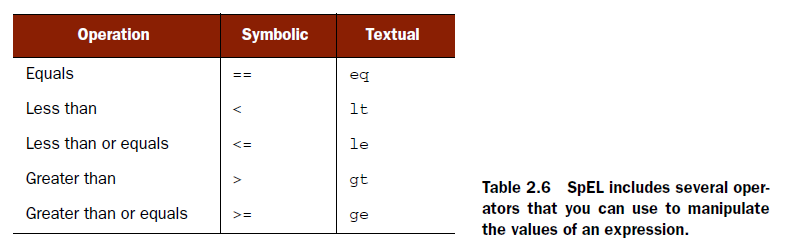 Operation Symbolic Textual
Equals == eq
Less than < lt
Less than or equals <= le
Greater than > gt
Greater than or equals >= ge
Table 2.6 SpEL includes several oper-
ators that you can use to manipulate
the values of an expression.